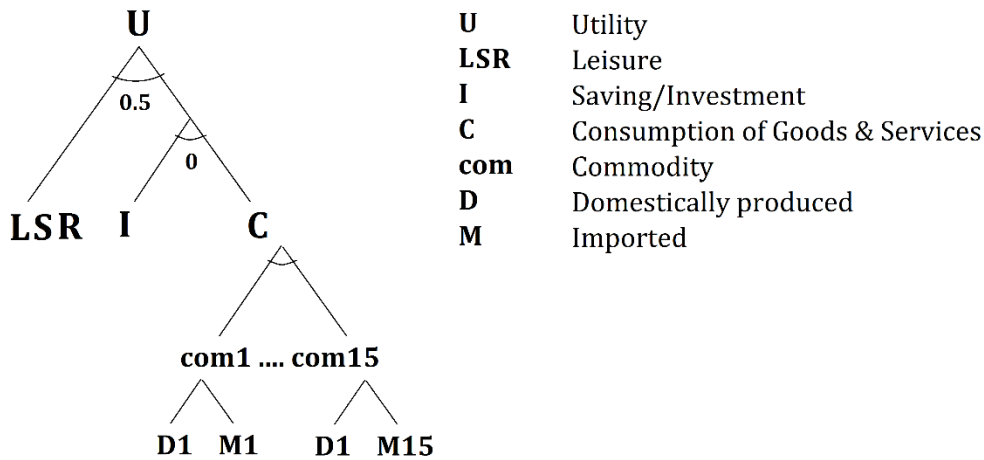 U
0.5
0
LSR I C
com1 .... com15
D1 M1 D1 M15
U Utility
LSR Leisure
I Saving/Investment
C Consumption of Goods & Services
com Commodity
D Domestically produced
M Imported